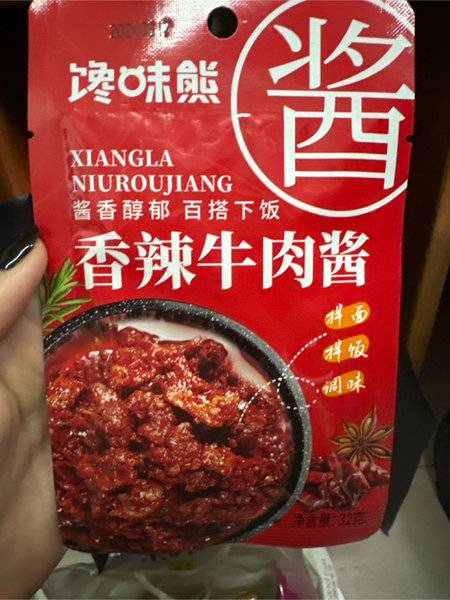 馋味熊
酱
XIANGLA
NIUROUJIANG
酱香醇郁 百搭下饭
香辣牛肉酱
拌面
拌饭
调味
净含量: 32克